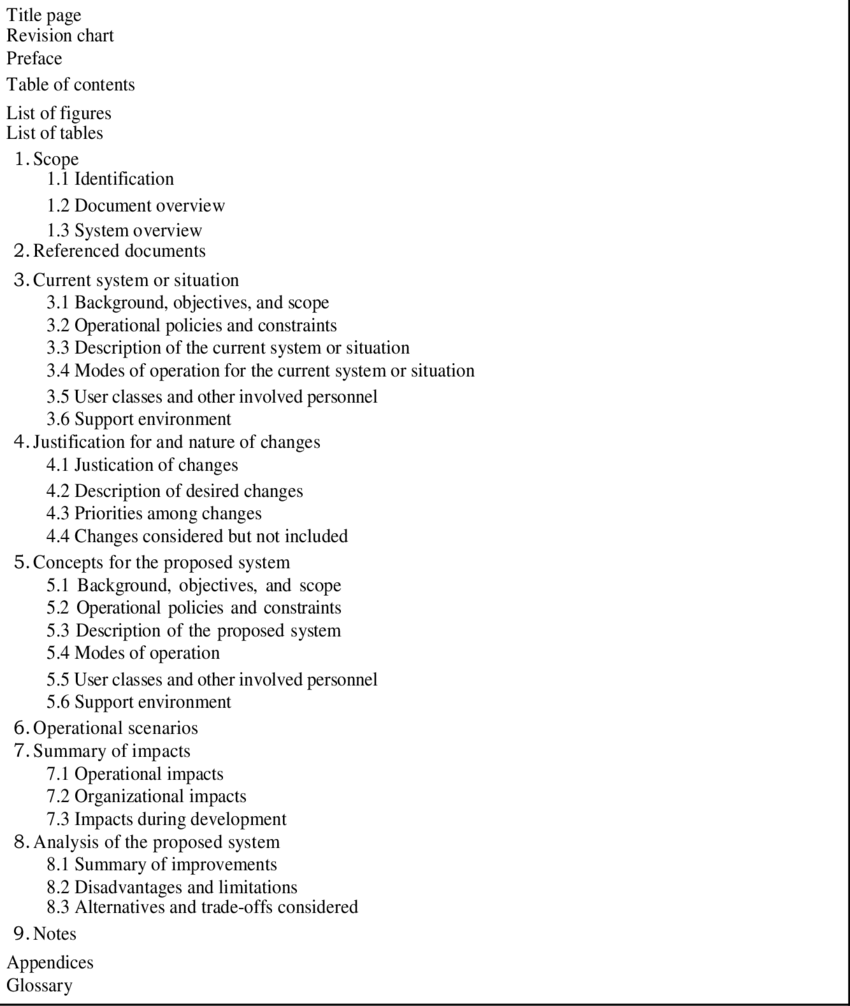 Title page
Revision chart
Preface
Table of contents
List of figures
List of tables
1. Scope
1.1 Identification
1.2 Document overview
1.3 System overview
2. Referenced documents
3. Current system or situation
3.1 Background, objectives, and scope
3.2 Operational policies and constraints
3.3 Description of the current system or situation
3.4 Modes of operation for the current system or situation
3.5 User classes and other involved personnel
3.6 Support environment
4. Justification for and nature of changes
4.1 Justication of changes
4.2 Description of desired changes
4.3 Priorities among changes
4.4 Changes considered but not included
5. Concepts for the proposed system
5.1 Background, objectives, and scope
5.2 Operational policies and constraints
5.3 Description of the proposed system
5.4 Modes of operation
5.5 User classes and other involved personnel
5.6 Support environment
6. Operational scenarios
7. Summary of impacts
7.1 Operational impacts
7.2 Organizational impacts
7.3 Impacts during development
8. Analysis of the proposed system
8.1 Summary of improvements
8.2 Disadvantages and limitations
8.3 Alternatives and trade-offs considered
9. Notes
Appendices
Glossary